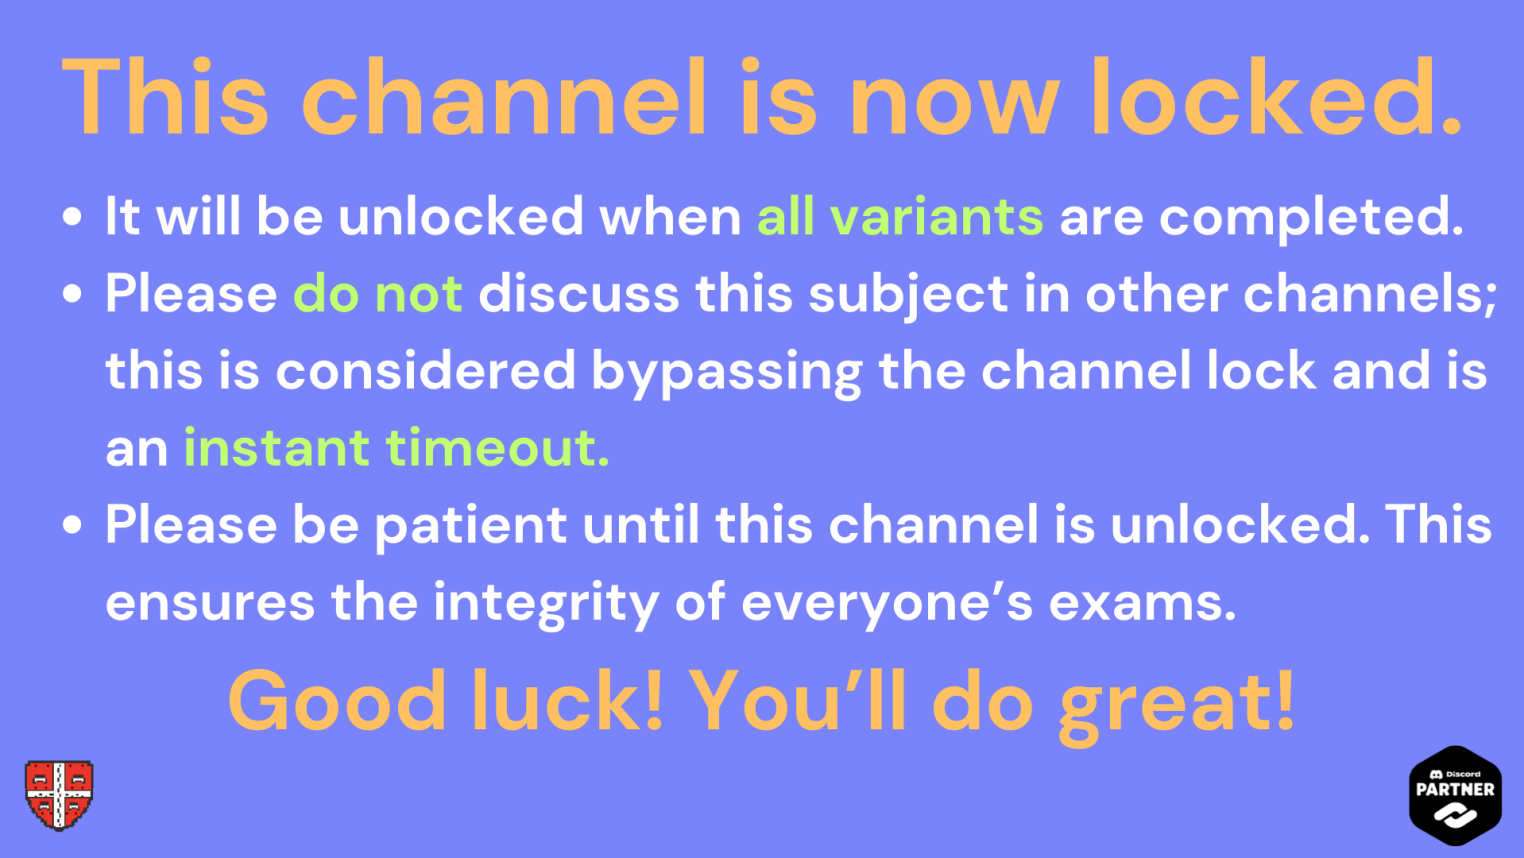 This channel is now locked.
• It will be unlocked when all variants are completed.
• Please do not discuss this subject in other channels;
this is considered bypassing the channel lock and is
an instant timeout.
• Please be patient until this channel is unlocked. This
ensures the integrity of everyone’s exams.
Good luck! You’ll do great!
Discord
PARTNER